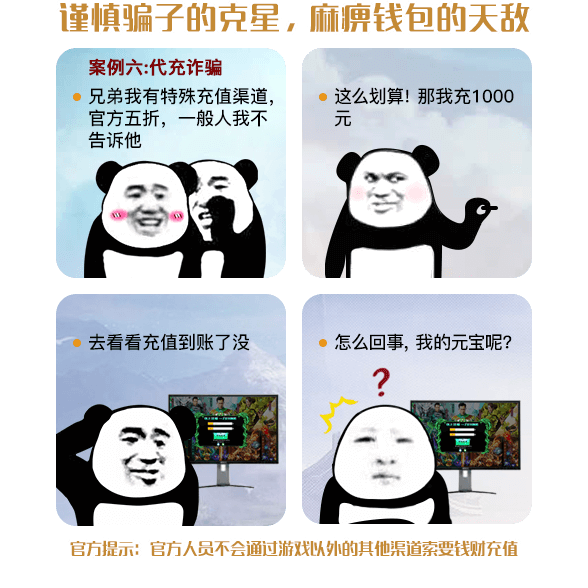 谨慎骗子的克星，麻痹钱包的天敌
案例六:代充诈骗
兄弟我有特殊充值渠道,
官方五折，一般人我不
告诉他
这么划算! 那我充1000
元
去看看充值到账了没
怎么回事, 我的元宝呢?
?
官方提示：官方人员不会通过游戏以外的其他渠道索要钱财充值